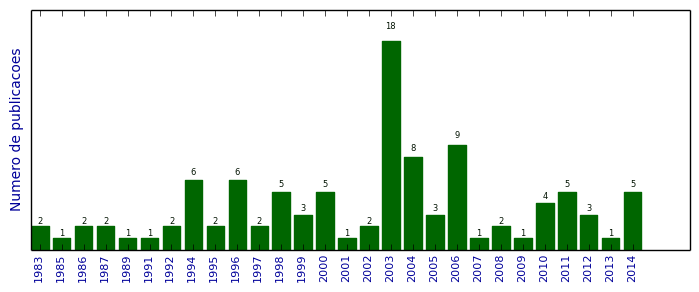 Numero de publicacoes
2 1 2 2 1 1 2 6 2 6 2 5 3 5 1 2 18 8 3 9 1 2 1 4 5 3 1 5
1983 1985 1986 1987 1989 1991 1992 1994 1995 1996 1997 1998 1999 2000 2001 2002 2003 2004 2005 2006 2007 2008 2009 2010 2011 2012 2013 2014